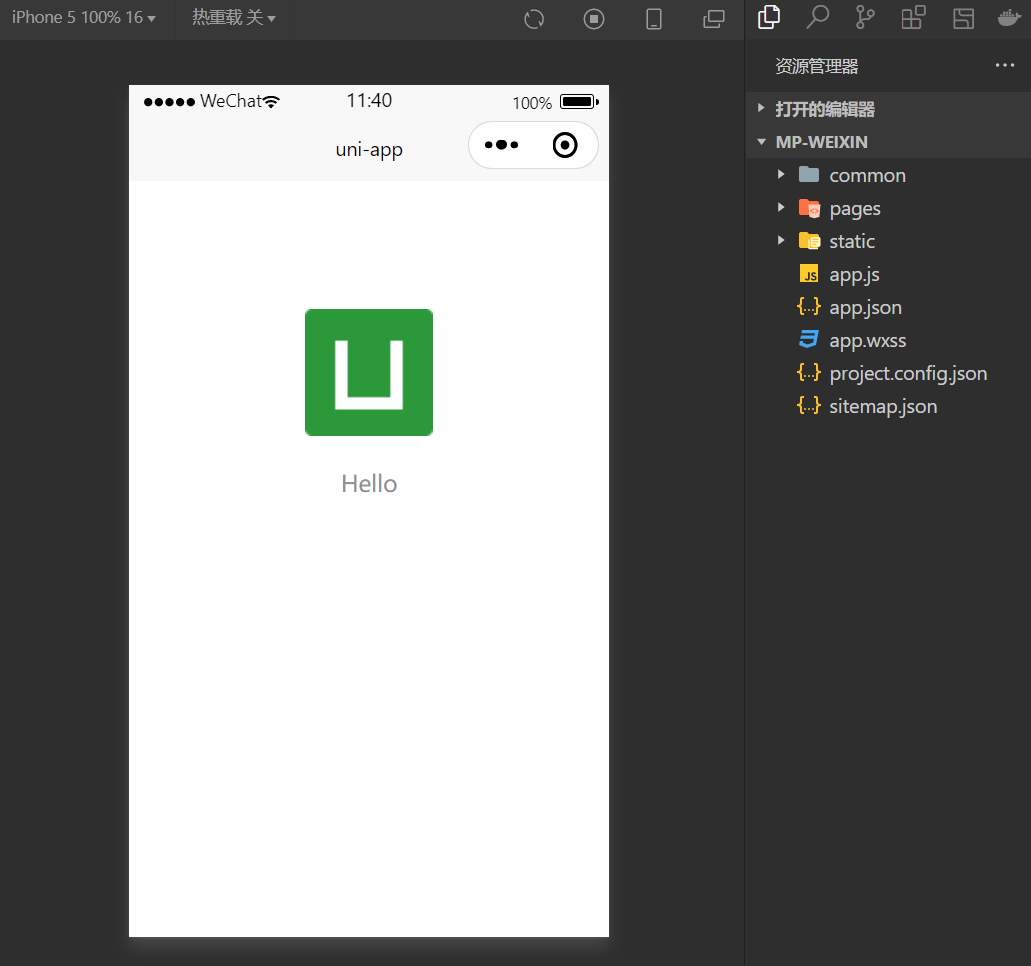 iPhone 5 100% 16
热重载 关
WeChat
11:40
100%
uni-app
Hello
资源管理器
打开的编辑器
MP-WEIXIN
common
pages
static
JS
app.js
{..}
app.json
app.wxss
{..}
project.config.json
{..}
sitemap.json